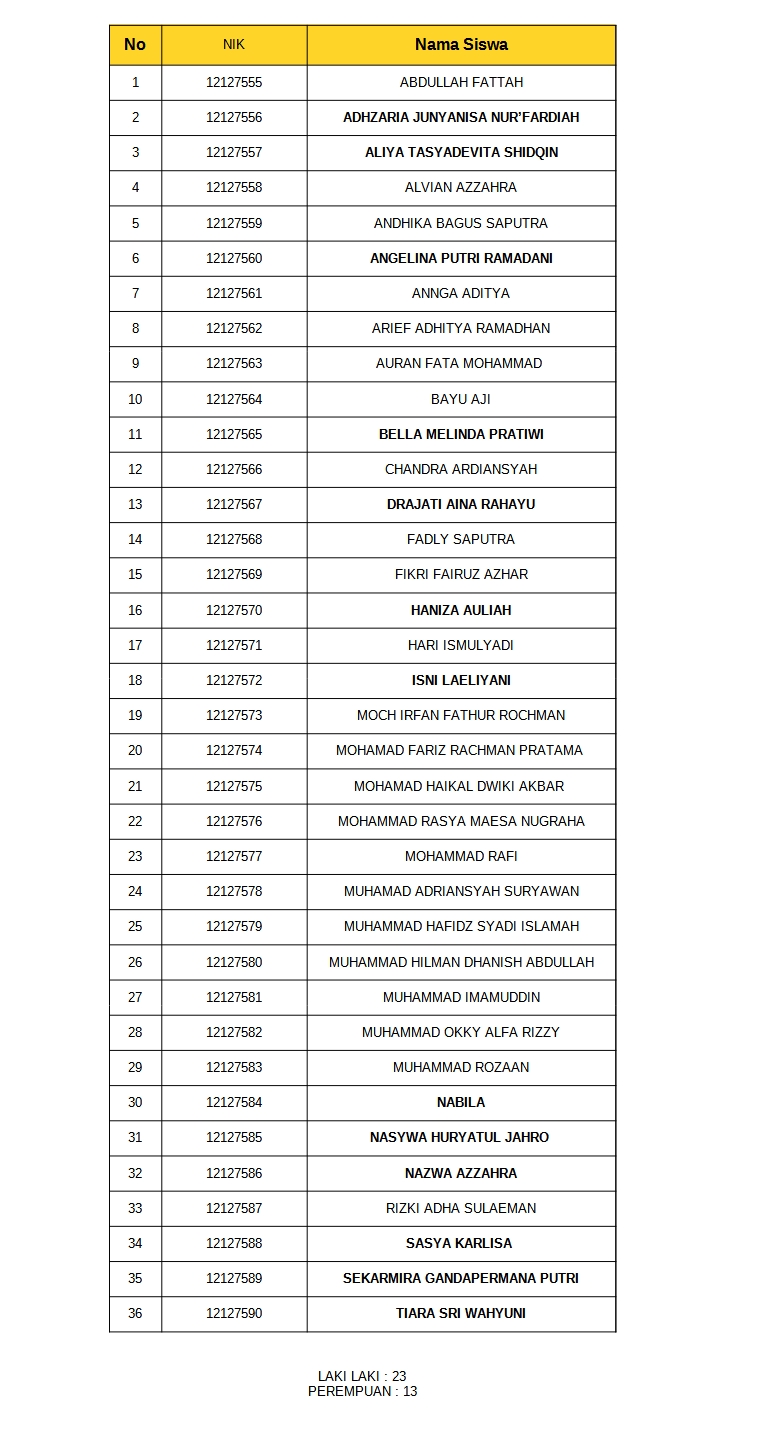 No NIK Nama Siswa
1 12127555 ABDULLAH FATTAH
2 12127556 ADHZARIA JUNYANISA NUR'FARDIAH
3 12127557 ALIYA TASYADEVITA SHIDQIN
4 12127558 ALVIAN AZZAHRA
5 12127559 ANDHIKA BAGUS SAPUTRA
6 12127560 ANGELINA PUTRI RAMADANI
7 12127561 ANNGA ADITYA
8 12127562 ARIEF ADHITYA RAMADHAN
9 12127563 AURAN FATA MOHAMMAD
10 12127564 BAYU AJI
11 12127565 BELLA MELINDA PRATIWI
12 12127566 CHANDRA ARDIANSYAH
13 12127567 DRAJATI AINA RAHAYU
14 12127568 FADLY SAPUTRA
15 12127569 FIKRI FAIRUZ AZHAR
16 12127570 HANIZA AULIAH
17 12127571 HARI ISMULYADI
18 12127572 ISNI LAELIYANI
19 12127573 MOCH IRFAN FATHUR ROCHMAN
20 12127574 MOHAMAD FARIZ RACHMAN PRATAMA
21 12127575 MOHAMAD HAIKAL DWIKI AKBAR
22 12127576 MOHAMMAD RASYA MAESA NUGRAHA
23 12127577 MOHAMMAD RAFI
24 12127578 MUHAMAD ADRIANSYAH SURYAWAN
25 12127579 MUHAMMAD HAFIDZ SYADI ISLAMAH
26 12127580 MUHAMMAD HILMAN DHANISH ABDULLAH
27 12127581 MUHAMMAD IMAMUDDIN
28 12127582 MUHAMMAD OKKY ALFA RIZZY
29 12127583 MUHAMMAD ROZAAN
30 12127584 NABILA
31 12127585 NASYWA HURYATUL JAHRO
32 12127586 NAZWA AZZAHRA
33 12127587 RIZKI ADHA SULAEMAN
34 12127588 SASYA KARLISA
35 12127589 SEKARMIRA GANDAPERMANA PUTRI
36 12127590 TIARA SRI WAHYUNI
LAKI LAKI : 23
PEREMPUAN : 13